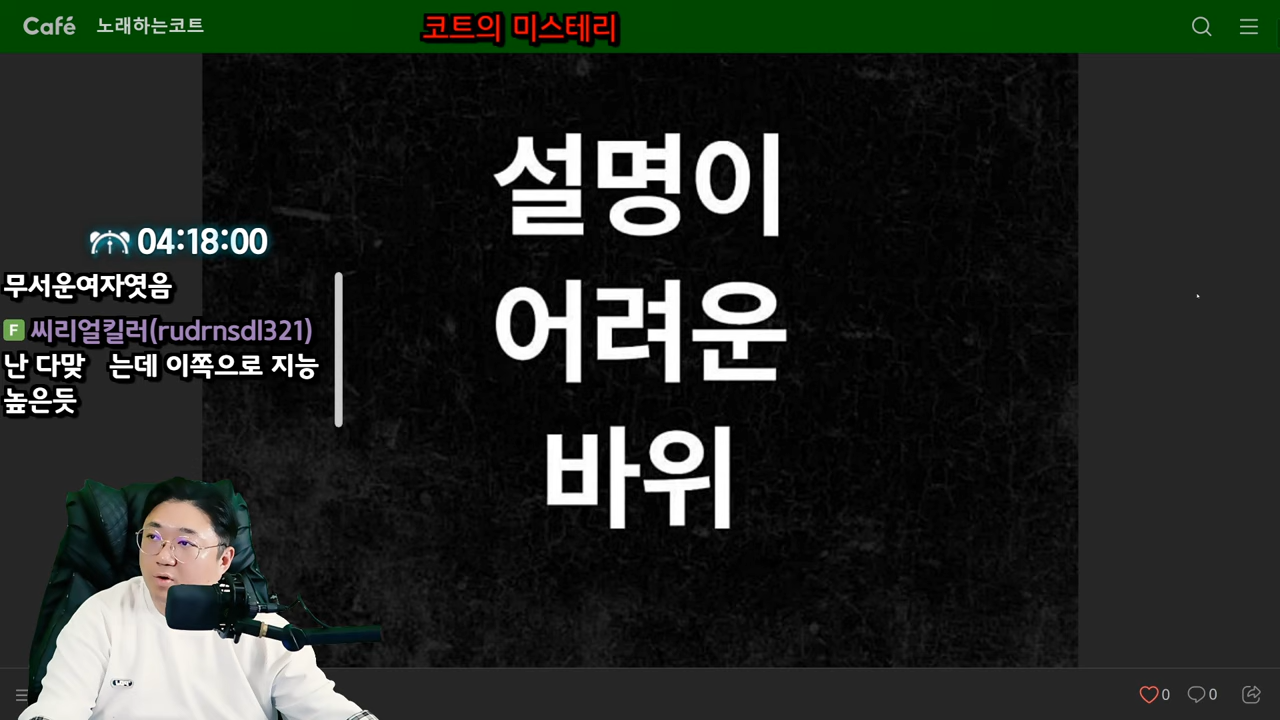 Café 노래하는코트
코트의 미스테리
설명이
어려운
바위
04:18:00
무서운여자엿음
F 씨리얼킬러(rudrnsdl321)
난 다맞 는데 이쪽으로 지능
높은듯
0
0